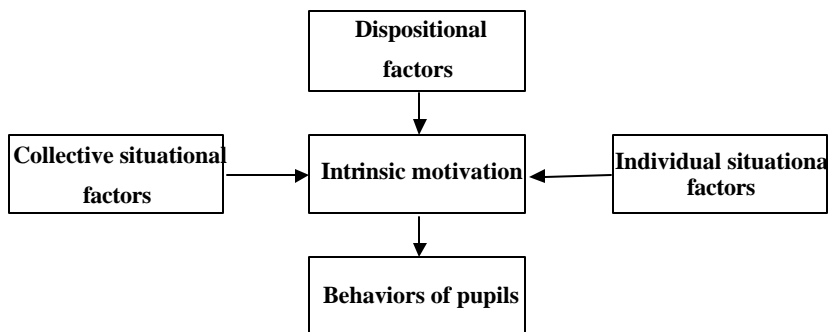 Dispositional
factors
Collective situational
factors
Intrinsic motivation
Individual situationa
factors
Behaviors of pupils